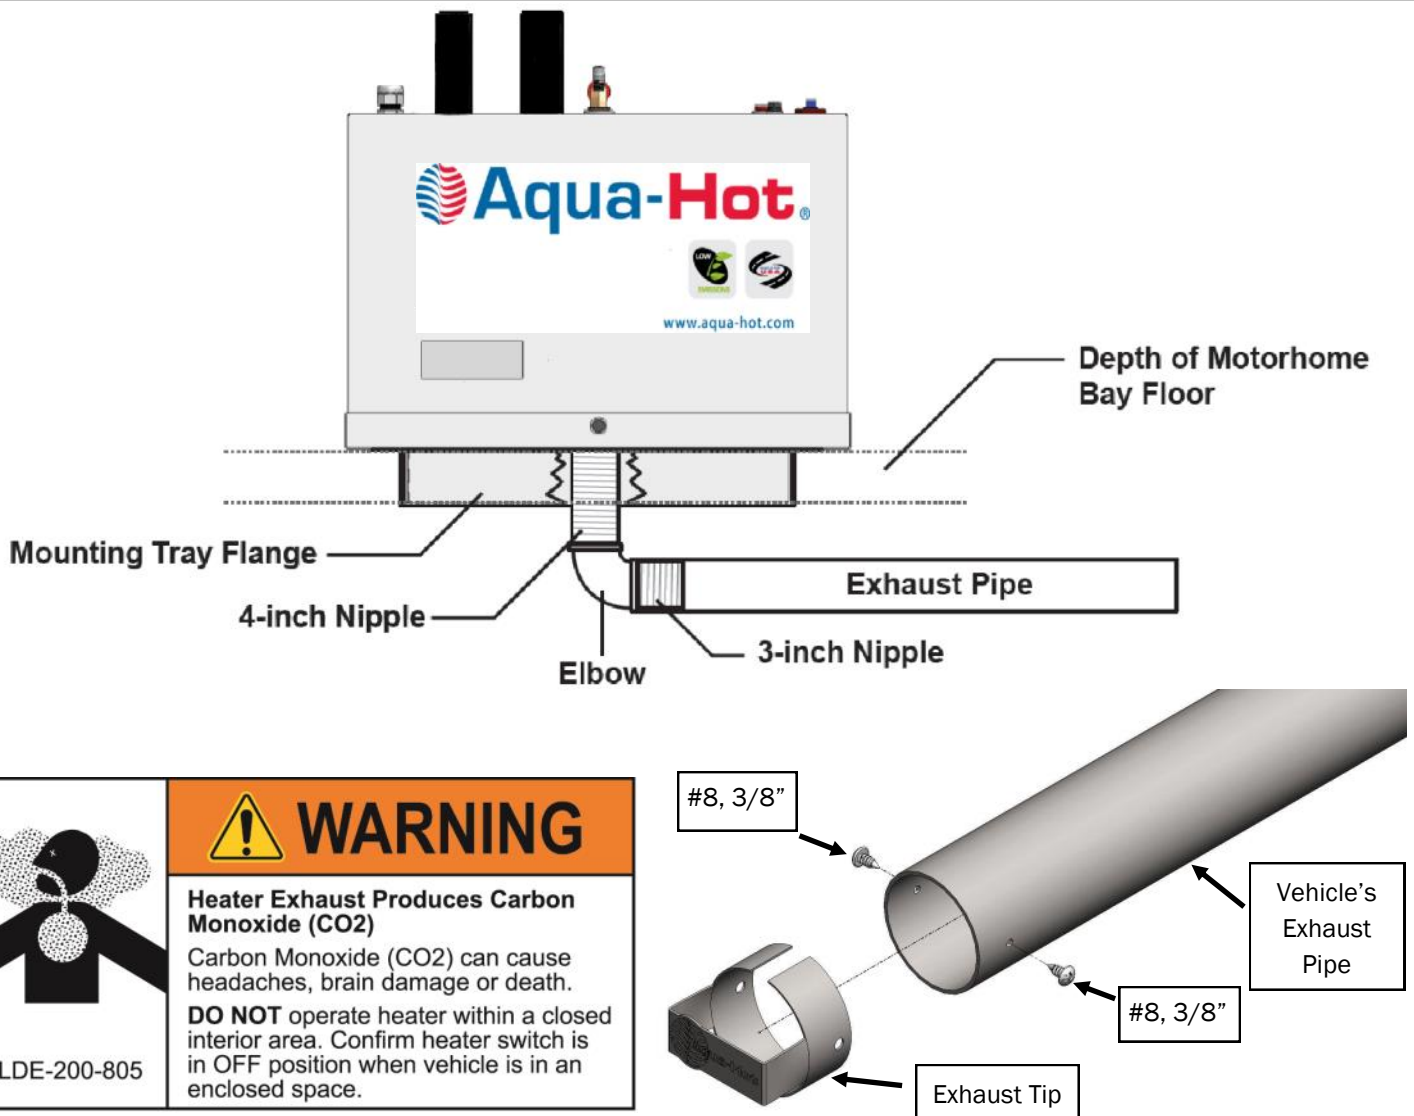 Aqua-Hot®
LOW
EMISSIONS
www.aqua-hot.com
Depth of Motorhome
Bay Floor
Mounting Tray Flange
4-inch Nipple
Exhaust Pipe
3-inch Nipple
Elbow
WARNING
Heater Exhaust Produces Carbon
Monoxide (CO2)
Carbon Monoxide (CO2) can cause
headaches, brain damage or death.
DO NOT operate heater within a closed
interior area. Confirm heater switch is
in OFF position when vehicle is in an
enclosed space.
LDE-200-805
#8, 3/8”
Vehicle’s
Exhaust
Pipe
#8, 3/8”
Aqua-Hot
Exhaust Tip